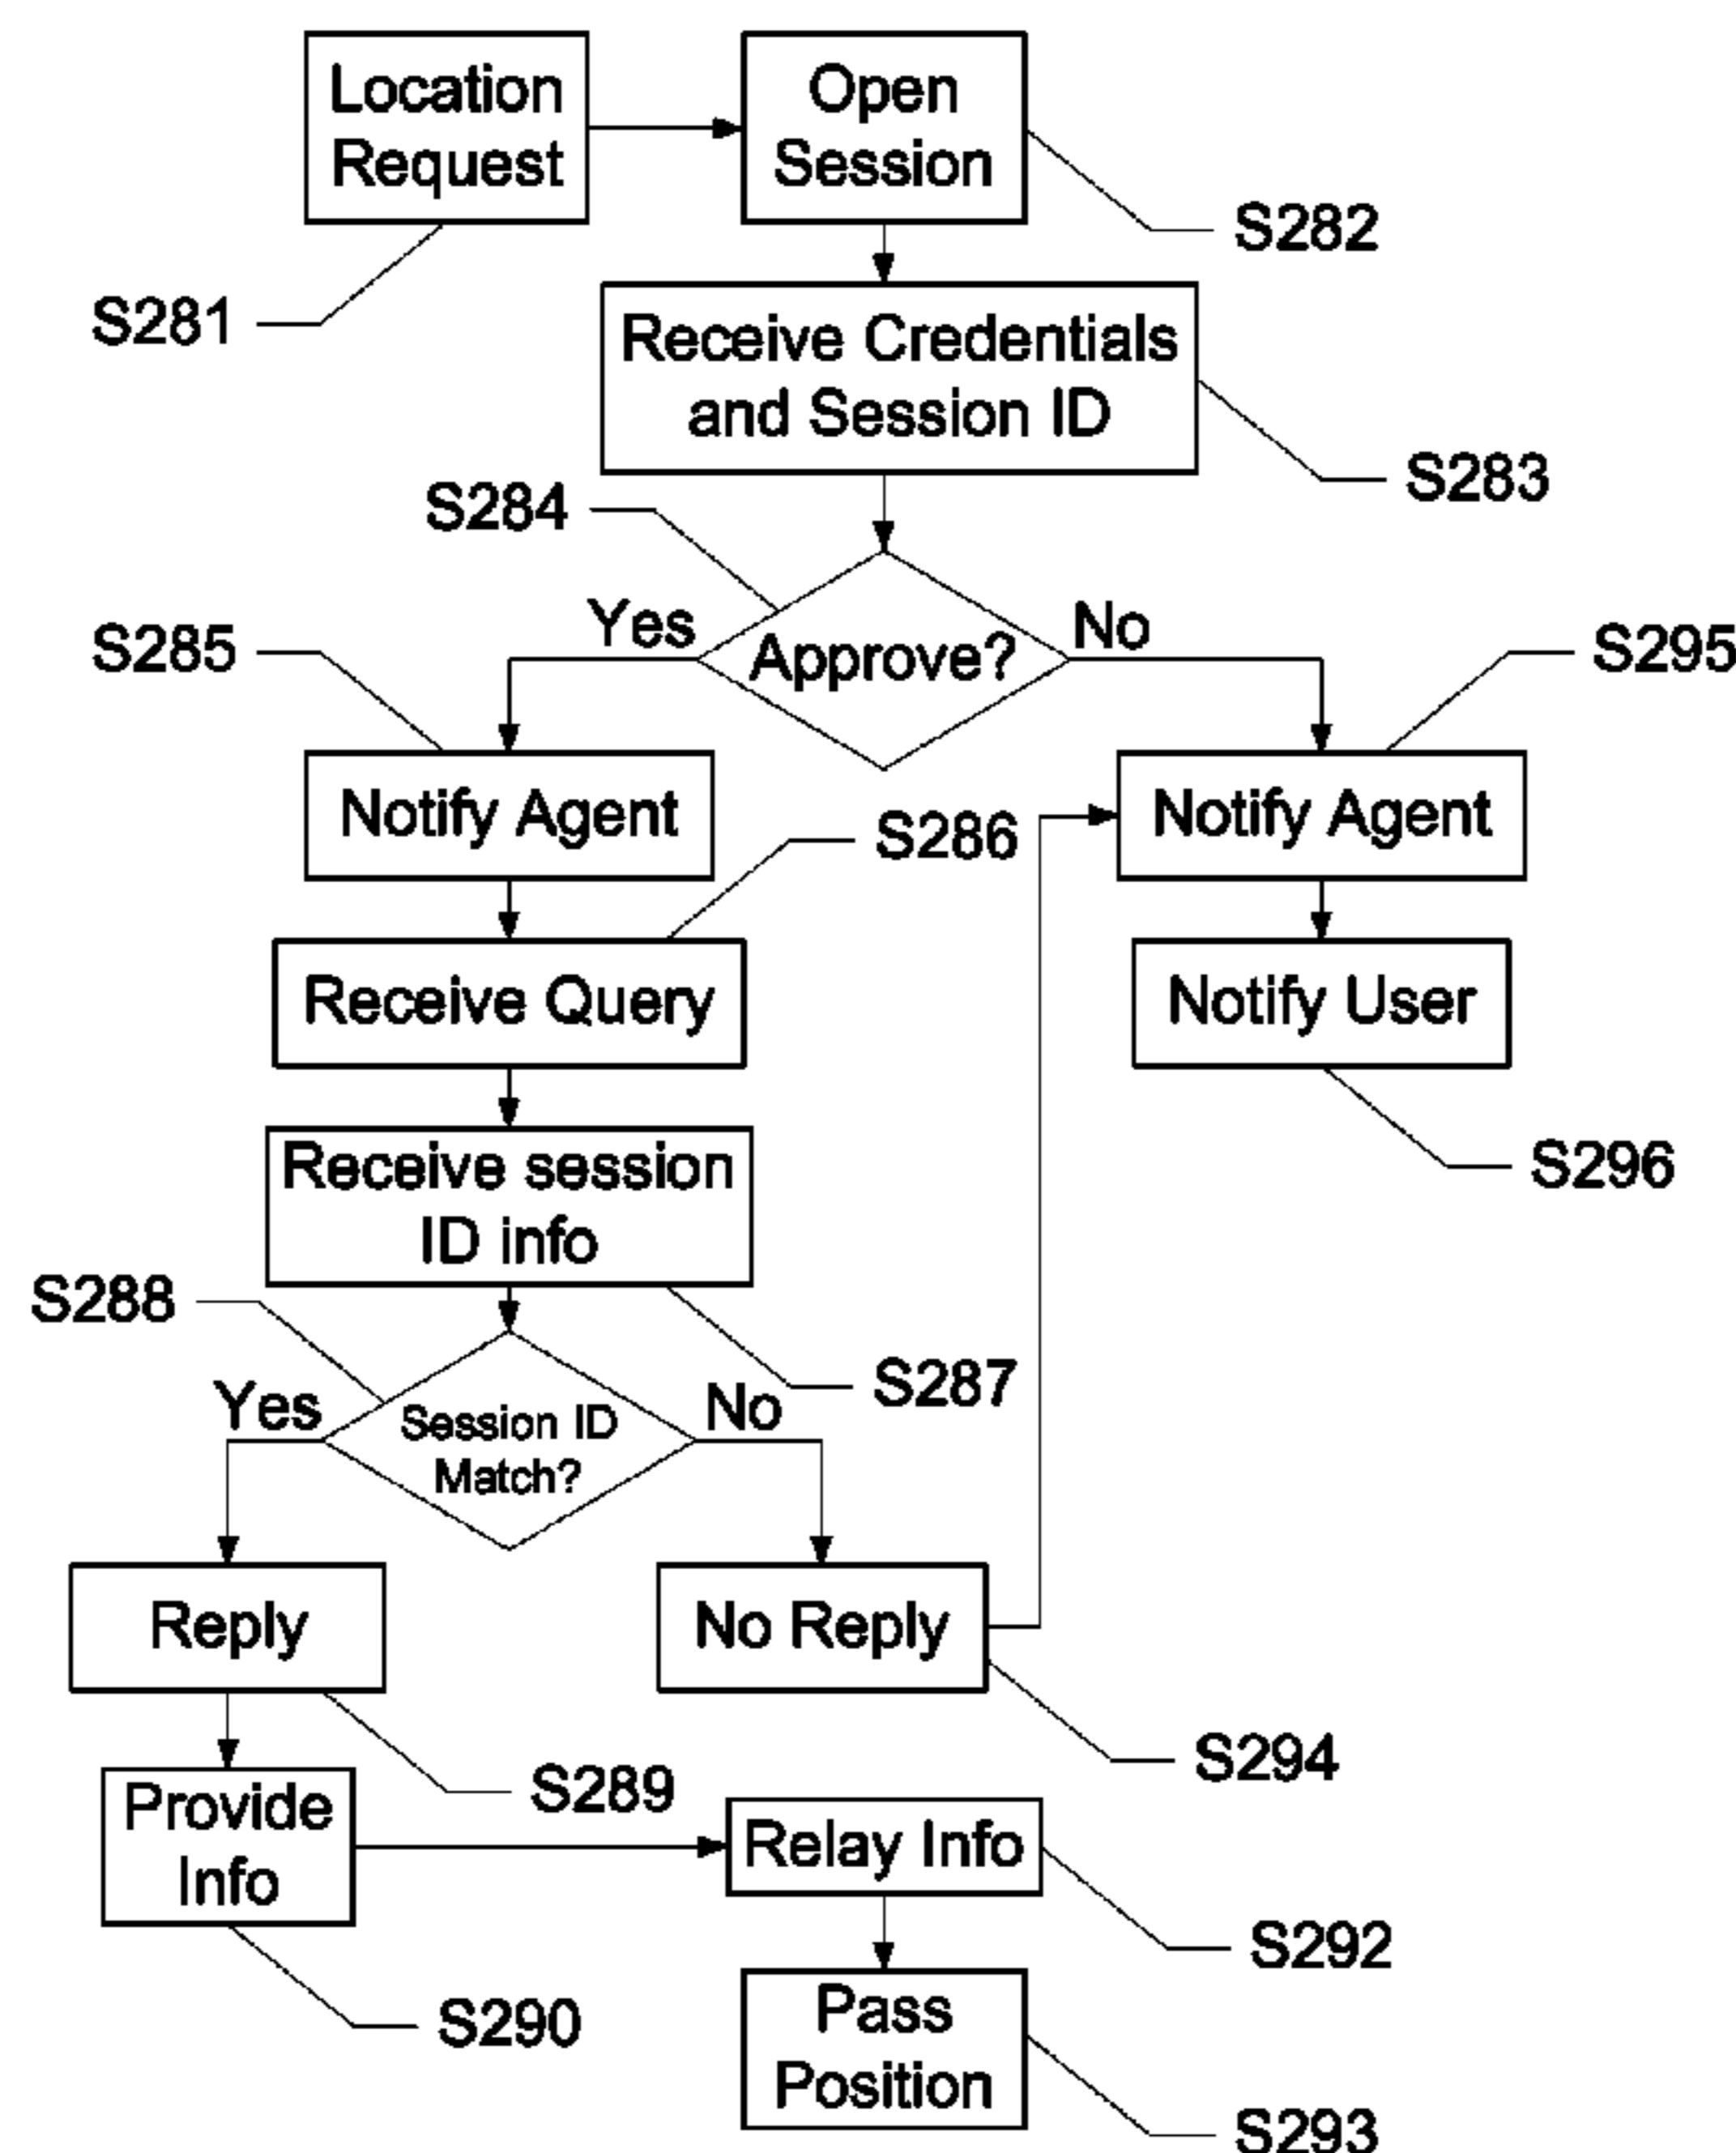 Location
Request
Open
Session
S282
S281
Receive Credentials
and Session ID
S283
S284
Yes
Approve?
No
S285
S295
Notify Agent
Notify Agent
S286
Receive Query
Notify User
Receive session
ID info
S296
S288
S287
Yes
Session ID
Match?
No
Reply
No Reply
S294
S289
Provide
Info
Relay Info
S292
S290
Pass
Position
S293